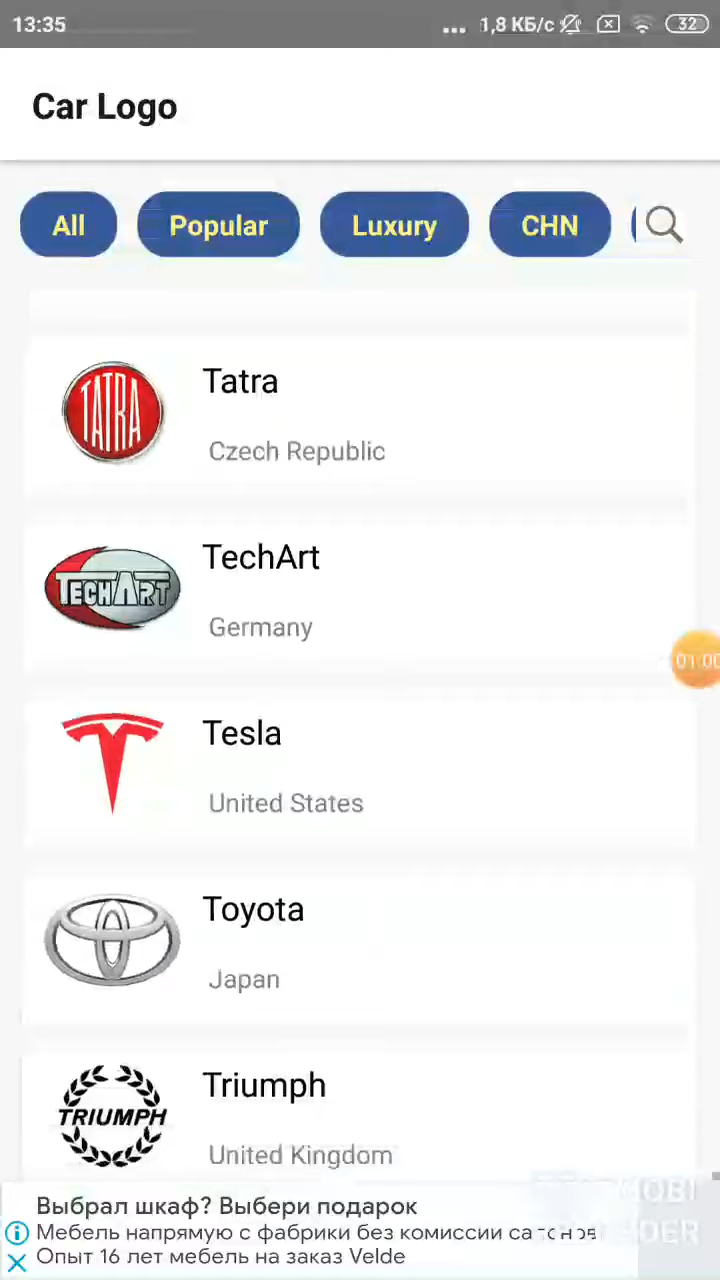 13:35
... 1,8 КБ/с 32
Car Logo
All Popular Luxury CHN
TATRA
Tatra
Czech Republic
TECHART
TechArt
Germany
01:00
Tesla
United States
Toyota
Japan
TRIUMPH
Triumph
United Kingdom
Выбрал шкаф? Выбери подарок
Мебель напрямую с фабрики без комиссии
Опыт 16 лет мебель на заказ Velde